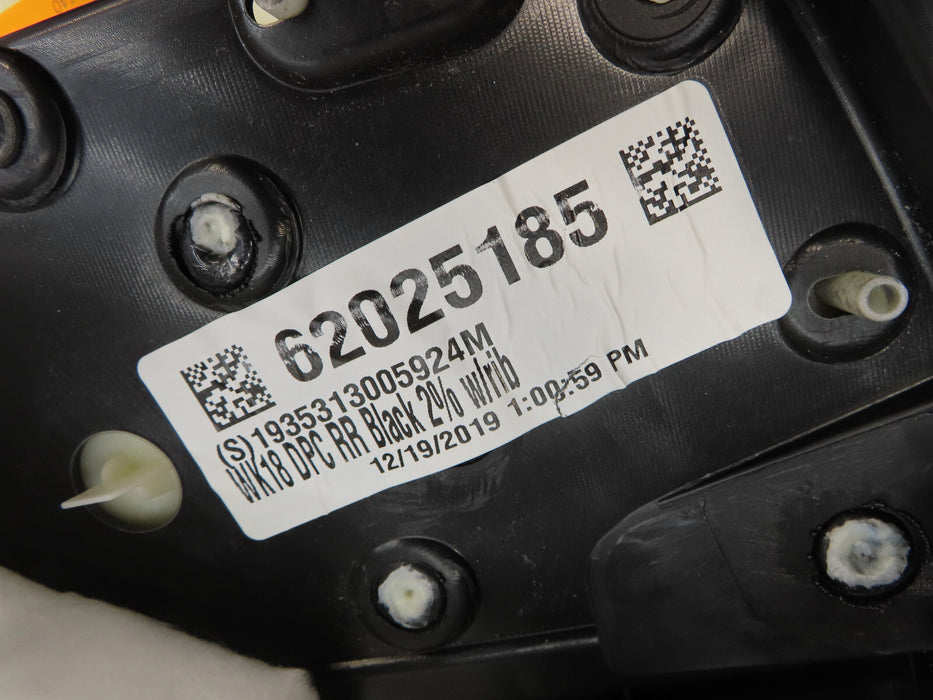 62025185
(S)1935313005924M
WK18 DPC RR Black 2% w/rib
12/19/2019 1:00:59 PM